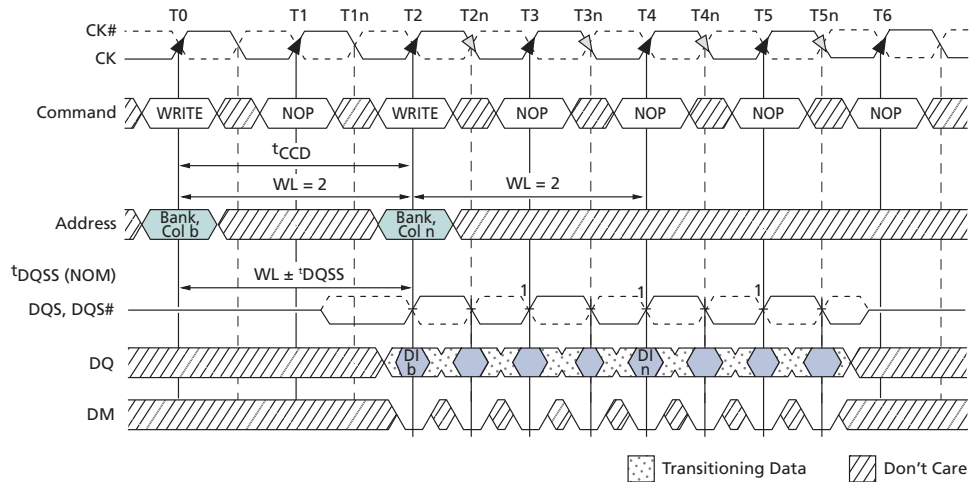 T0 T1 T1n T2 T2n T3 T3n T4 T4n T5 T5n T6
CK#
CK
Command WRITE NOP WRITE NOP NOP NOP NOP
tCCD
WL = 2 WL = 2
Address Bank, Col b Bank, Col n
tDQSS (NOM) WL ± tDQSS
DQS, DQS# 1 1 1
DQ DI b DI n
DM
Transitioning Data Don't Care